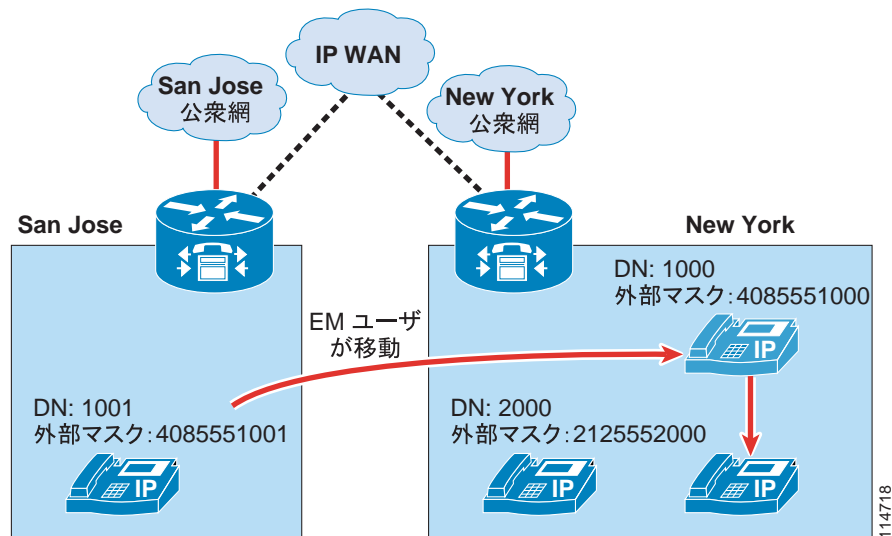 IP WAN
San Jose
公衆網
New York
公衆網
San Jose
New York
DN: 1000
外部マスク:4085551000
IP
EM ユーザ
が移動
DN: 1001
外部マスク:4085551001
IP
DN: 2000
外部マスク:2125552000
IP
IP
114718